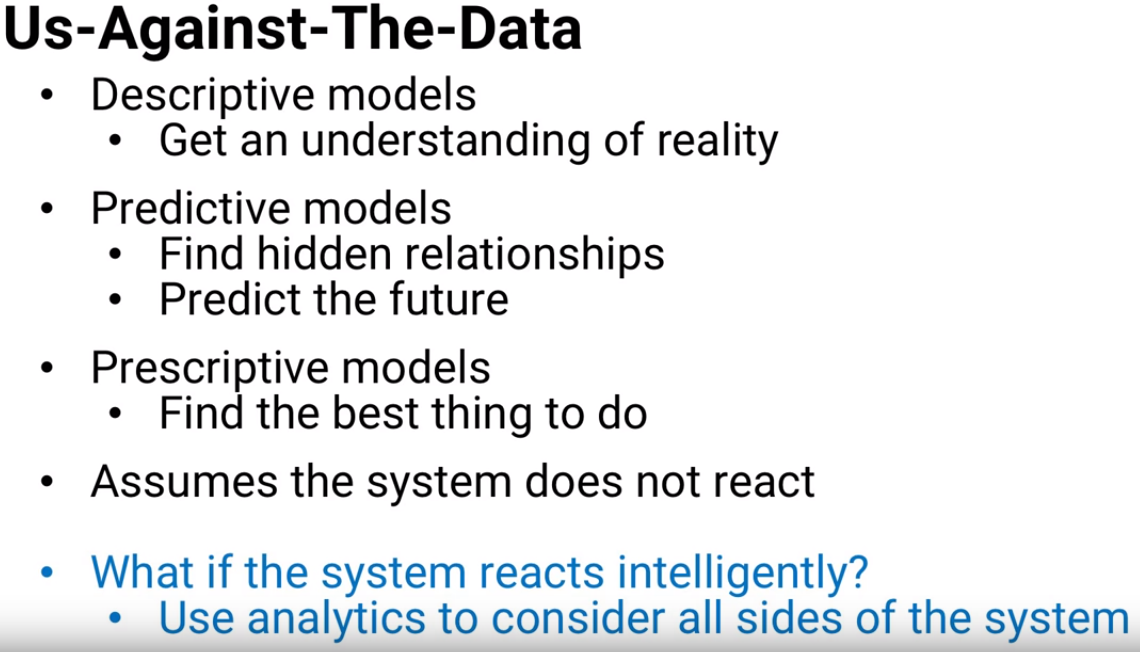 Us-Against-The-Data
• Descriptive models
• Get an understanding of reality
• Predictive models
• Find hidden relationships
• Predict the future
• Prescriptive models
• Find the best thing to do
• Assumes the system does not react
• What if the system reacts intelligently?
• Use analytics to consider all sides of the system